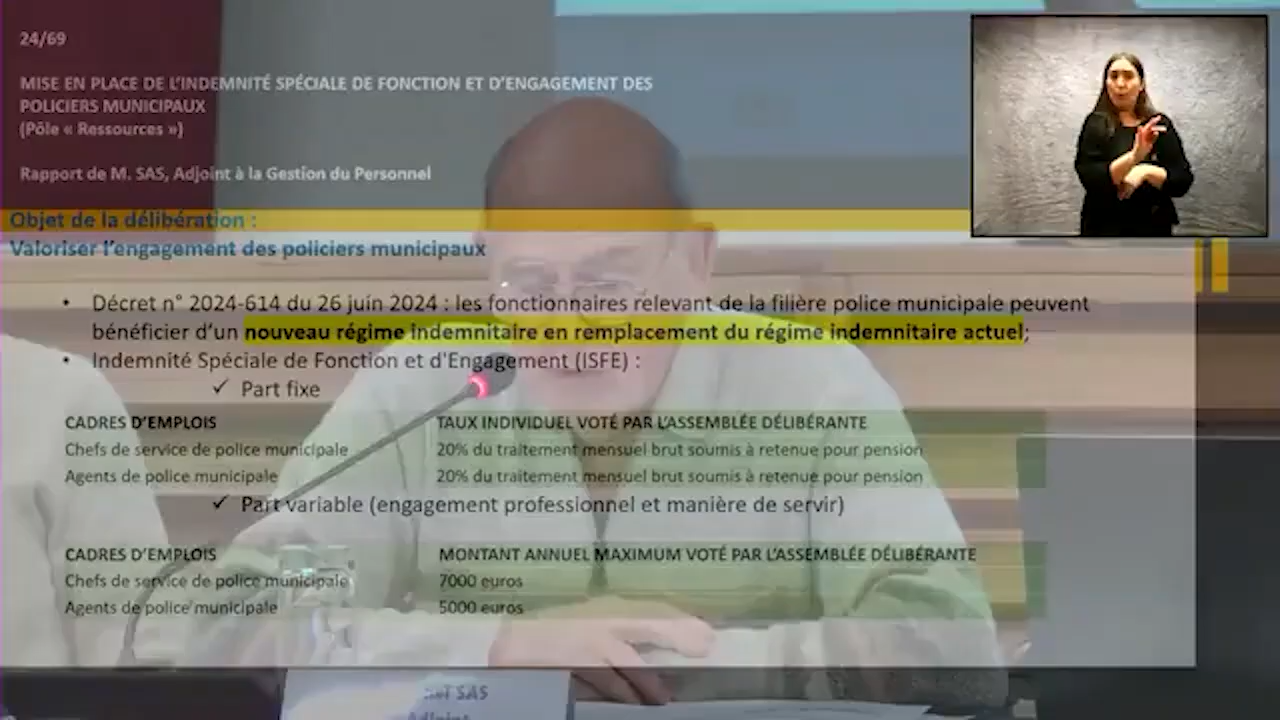 24/69
MISE EN PLACE DE L'INDEMNITÉ SPÉCIALE DE FONCTION ET D'ENGAGEMENT DES
POLICIERS MUNICIPAUX
(Pôle « Ressources »)
Rapport de M. SAS, Adjoint à la Gestion du Personnel
Objet de la délibération :
Valoriser l'engagement des policiers municipaux
• Décret n° 2024-614 du 26 juin 2024 : les fonctionnaires relevant de la filière police municipale peuvent
bénéficier d'un nouveau régime indemnitaire en remplacement du régime indemnitaire actuel;
• Indemnité Spéciale de Fonction et d'Engagement (ISFE) :
✓ Part fixe
CADRES D'EMPLOIS TAUX INDIVIDUEL VOTÉ PAR L'ASSEMBLÉE DÉLIBÉRANTE
Chefs de service de police municipale 20% du traitement mensuel brut soumis à retenue pour pension
Agents de police municipale 20% du traitement mensuel brut soumis à retenue pour pension
✓ Part variable (engagement professionnel et manière de servir)
CADRES D'EMPLOIS MONTANT ANNUEL MAXIMUM VOTÉ PAR L'ASSEMBLÉE DÉLIBÉRANTE
Chefs de service de police municipale 7000 euros
Agents de police municipale 5000 euros
SAS
Adjoint